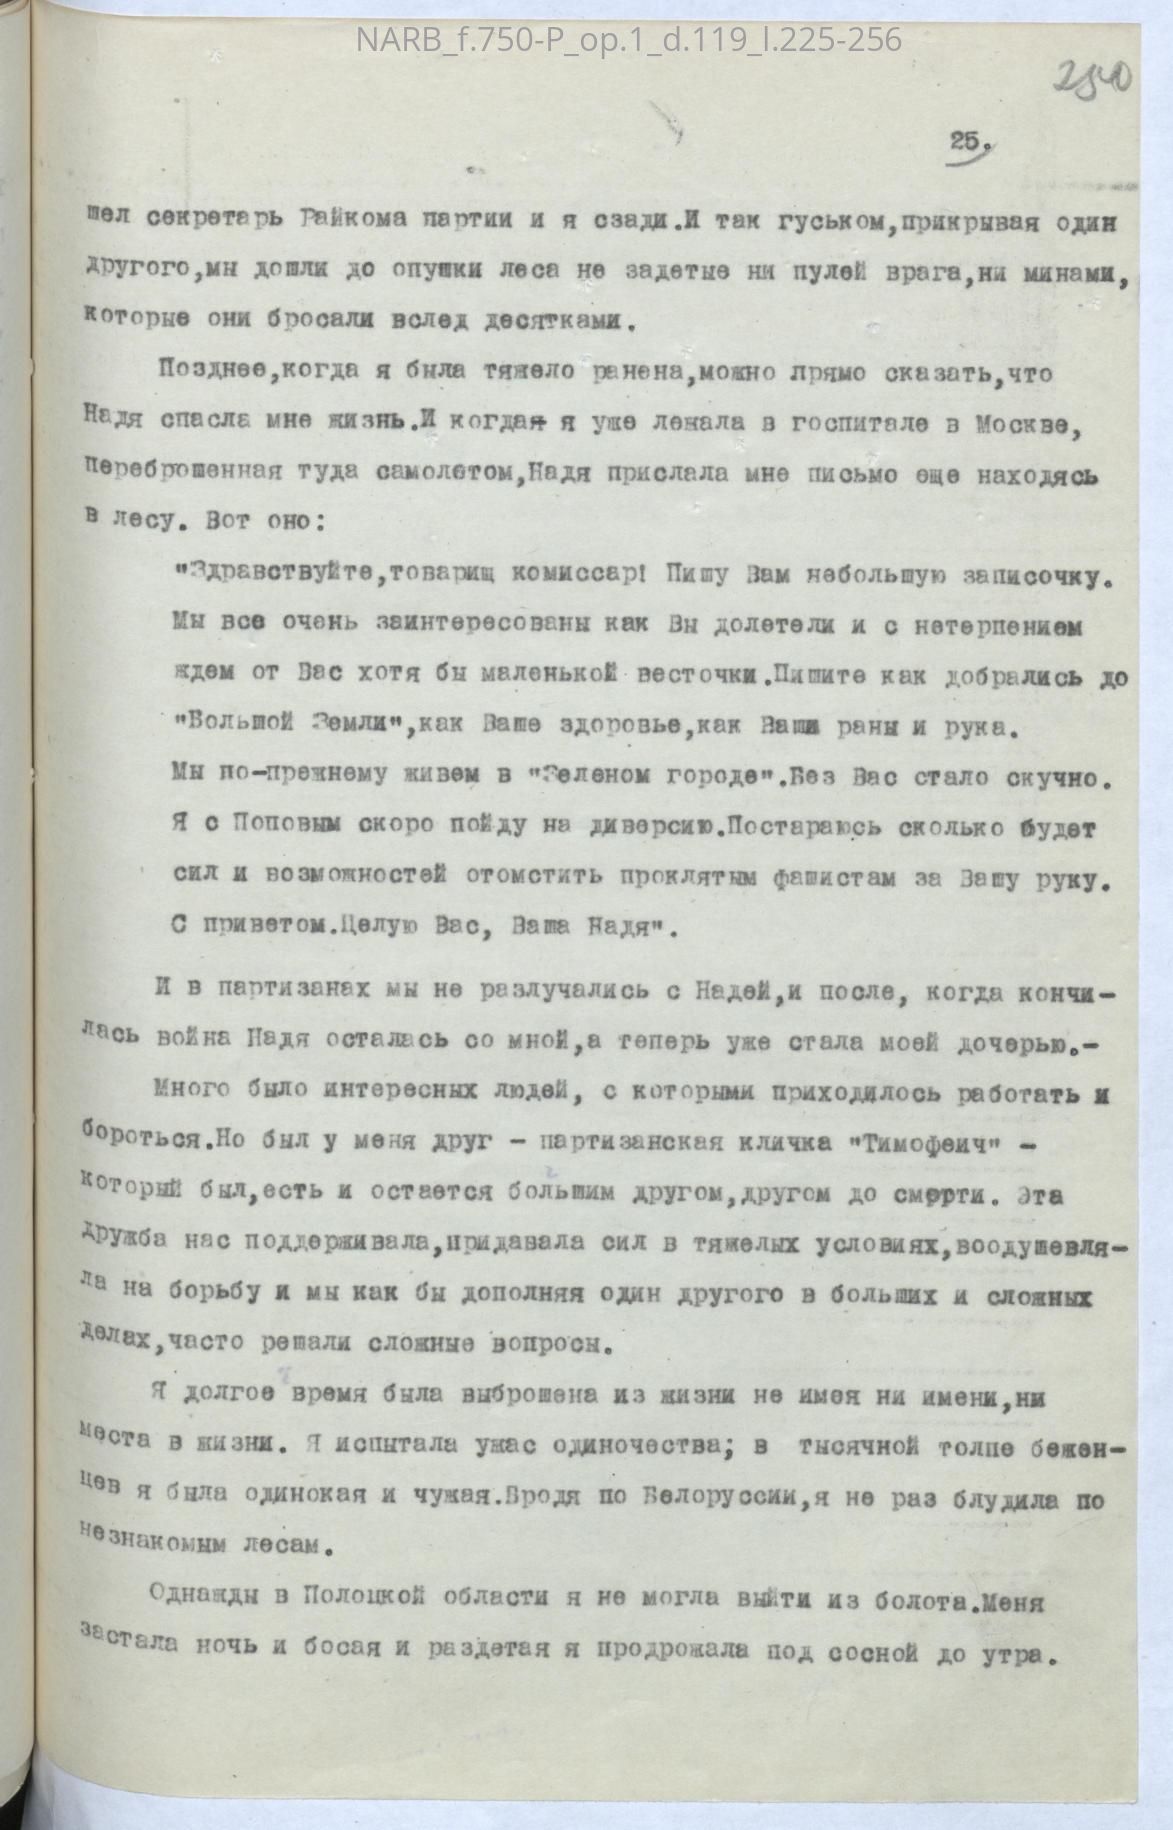 NARB_f.750-P_op.1_d.119_l.225-256
250
25.
шел секретарь Райкома партии и я сзади.И так гуськом,прикрывая один
другого,мы дошли до опушки леса не задетые ни пулей врага,ни минами,
которые они бросали вслед десятками.
Позднее,когда я была тяжело ранена,можно прямо сказать,что
Надя спасла мне жизнь.И когдая я уже лежала в госпитале в Москве,
переброшенная туда самолетом,Надя прислала мне письмо еще находясь
в лесу. Вот оно:
"Здравствуйте,товарищ комиссар! Пишу Вам небольшую записочку.
Мы все очень заинтересованы как Вы долетели и с нетерпением
ждем от Вас хотя бы маленькой весточки.Пишите как добрались до
"Большой Земли",как Ваше здоровье,как Ваши раны и рука.
Мы по-прежнему живем в "Зеленом городе".Без Вас стало скучно.
Я с Поповым скоро пойду на диверсию.Постараюсь сколько будет
сил и возможностей отомстить проклятым фашистам за Вашу руку.
С приветом.Целую Вас, Ваша Надя".
И в партизанах мы не разлучались с Надей,и после, когда кончи-
лась война Надя осталась со мной,а теперь уже стала моей дочерью.-
Много было интересных людей, с которыми приходилось работать и
бороться.Но был у меня друг - партизанская кличка "Тимофеич" -
который был,есть и остается большим другом,другом до смерти. Эта
дружба нас поддерживала,придавала сил в тяжелых условиях,воодушевля-
ла на борьбу и мы как бы дополняя один другого в больших и сложных
делах,часто решали сложные вопросы.
Я долгое время была выброшена из жизни не имея ни имени,ни
места в жизни. Я испытала ужас одиночества; в тысячной толпе бежен-
цев я была одинокая и чужая.Бродя по Белоруссии,я не раз блудила по
незнакомым лесам.
Однажды в Полоцкой области я не могла выйти из болота.Меня
застала ночь и босая и раздетая я продрожала под сосной до утра.